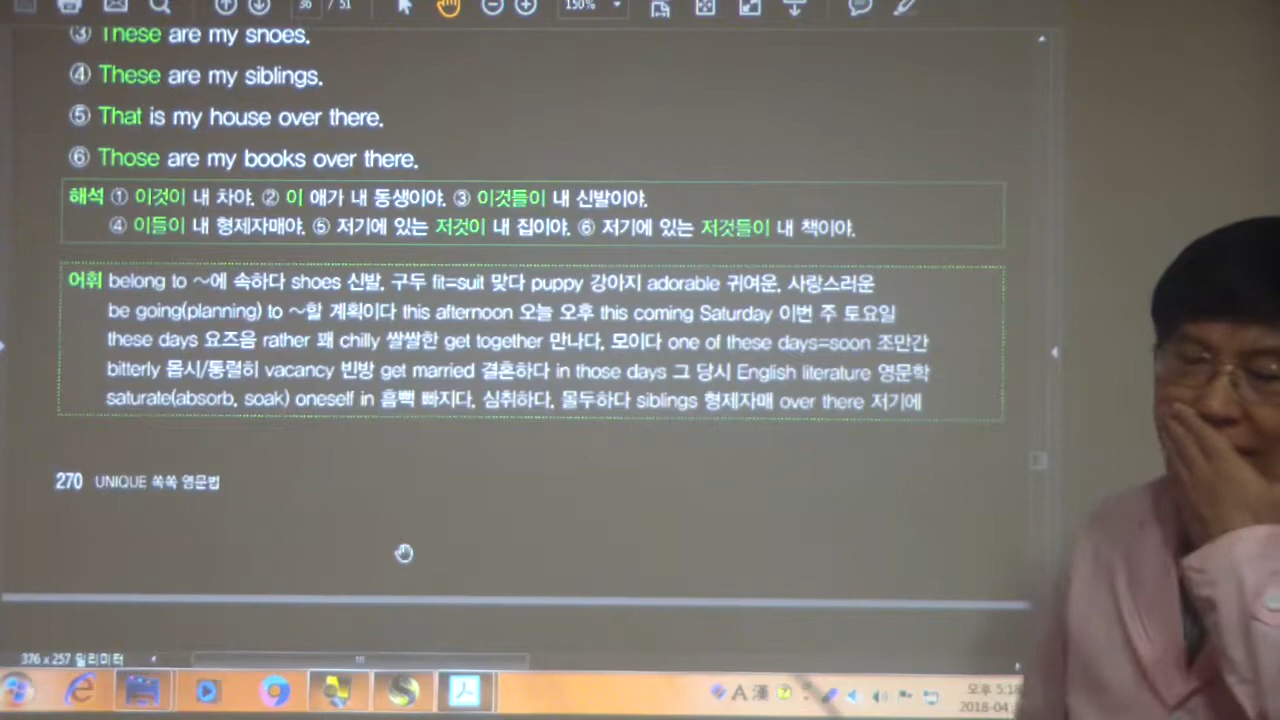 36 / 51
150%
③ These are my shoes.
④ These are my siblings.
⑤ That is my house over there.
⑥ Those are my books over there.
해석 ① 이것이 내 차야. ② 이 애가 내 동생이야. ③ 이것들이 내 신발이야.
④ 이들이 내 형제자매야. ⑤ 저기에 있는 저것이 내 집이야. ⑥ 저기에 있는 저것들이 내 책이야.
어휘 belong to ～에 속하다 shoes 신발, 구두 fit=suit 맞다 puppy 강아지 adorable 귀여운, 사랑스러운
be going(planning) to ～할 계획이다 this afternoon 오늘 오후 this coming Saturday 이번 주 토요일
these days 요즈음 rather 꽤 chilly 쌀쌀한 get together 만나다, 모이다 one of these days=soon 조만간
bitterly 몹시/통렬히 vacancy 빈방 get married 결혼하다 in those days 그 당시 English literature 영문학
saturate(absorb, soak) oneself in 흠뻑 빠지다, 심취하다, 몰두하다 siblings 형제자매 over there 저기에
270 UNIQUE 쏙쏙 영문법
376 x 257 밀리미터
A 漢
오후 5:18
2018-04